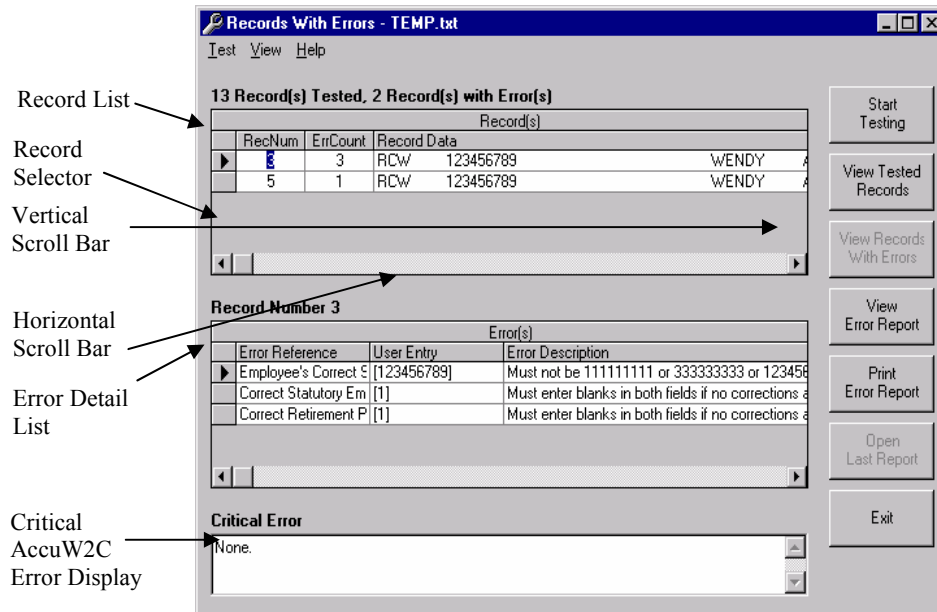 Records With Errors - TEMP.txt
Test View Help
13 Record(s) Tested, 2 Record(s) with Error(s)
Record(s)
RecNum ErrCount Record Data
3 3 RCW 123456789 WENDY
5 1 RCW 123456789 WENDY
Record Number 3
Error(s)
Error Reference User Entry Error Description
Employee's Correct [123456789] Must not be 111111111 or 333333333 or 123456
Correct Statutory Em [1] Must enter blanks in both fields if no corrections a
Correct Retirement P [1] Must enter blanks in both fields if no corrections a
Critical Error
None.
Start
Testing
View Tested
Records
View Records
With Errors
View
Error Report
Print
Error Report
Open
Last Report
Exit
Record List
Record
Selector
Vertical
Scroll Bar
Horizontal
Scroll Bar
Error Detail
List
Critical
AccuW2C
Error Display